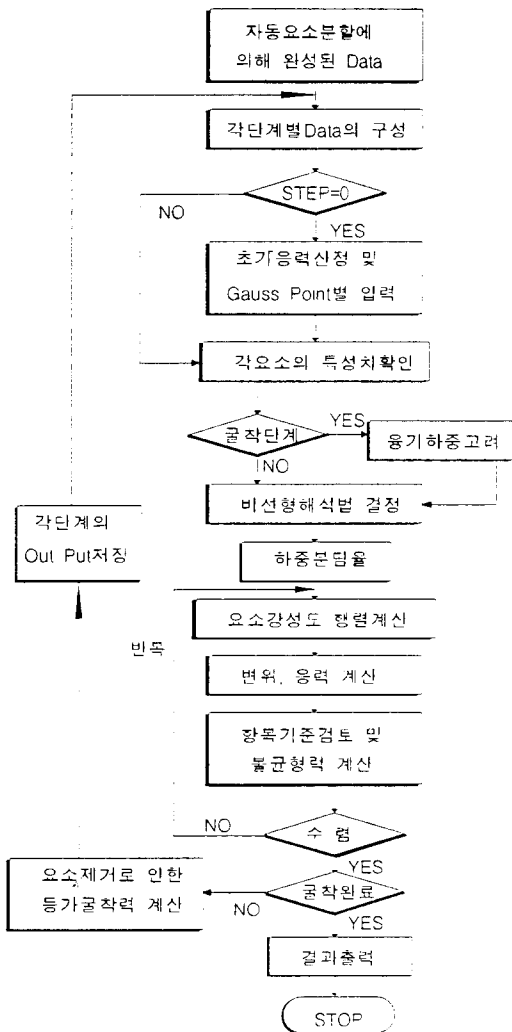 자동요소분할에
의해 완성된 Data
각단계별Data의 구성
STEP=0
NO
YES
초기응력산정 및
Gauss Point별 입력
각요소의 특성치확인
굴착단계
YES
NO
융기하중고려
비선형해석법 결정
각단계의
Out Put저장
하중분담율
반복
요소강성도 행렬계산
변위, 응력 계산
항복기준검토 및
불균형력 계산
NO
수 렴
YES
요소제거로 인한
등가굴착력 계산
NO
굴착완료
YES
결과출력
STOP